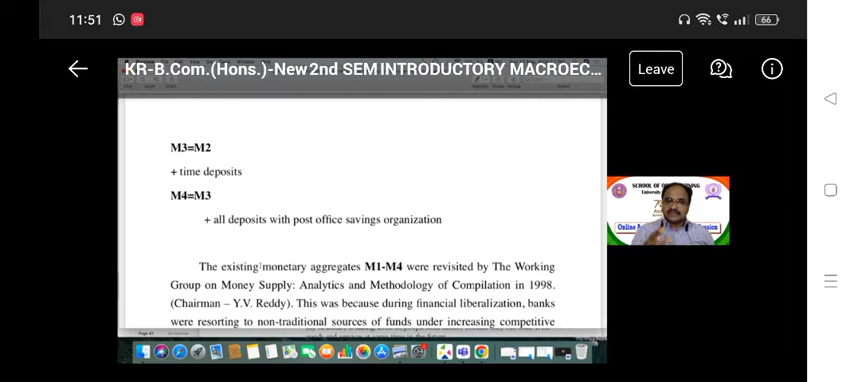 11:51
66
KR-B.Com.(Hons.)-New 2nd SEM INTRODUCTORY MACROEC...
Leave
M3=M2
+ time deposits
M4=M3
+ all deposits with post office savings organization
The existing monetary aggregates M1-M4 were revisited by The Working
Group on Money Supply: Analytics and Methodology of Compilation in 1998.
(Chairman – Y.V. Reddy). This was because during financial liberalization, banks
were resorting to non-traditional sources of funds under increasing competitive